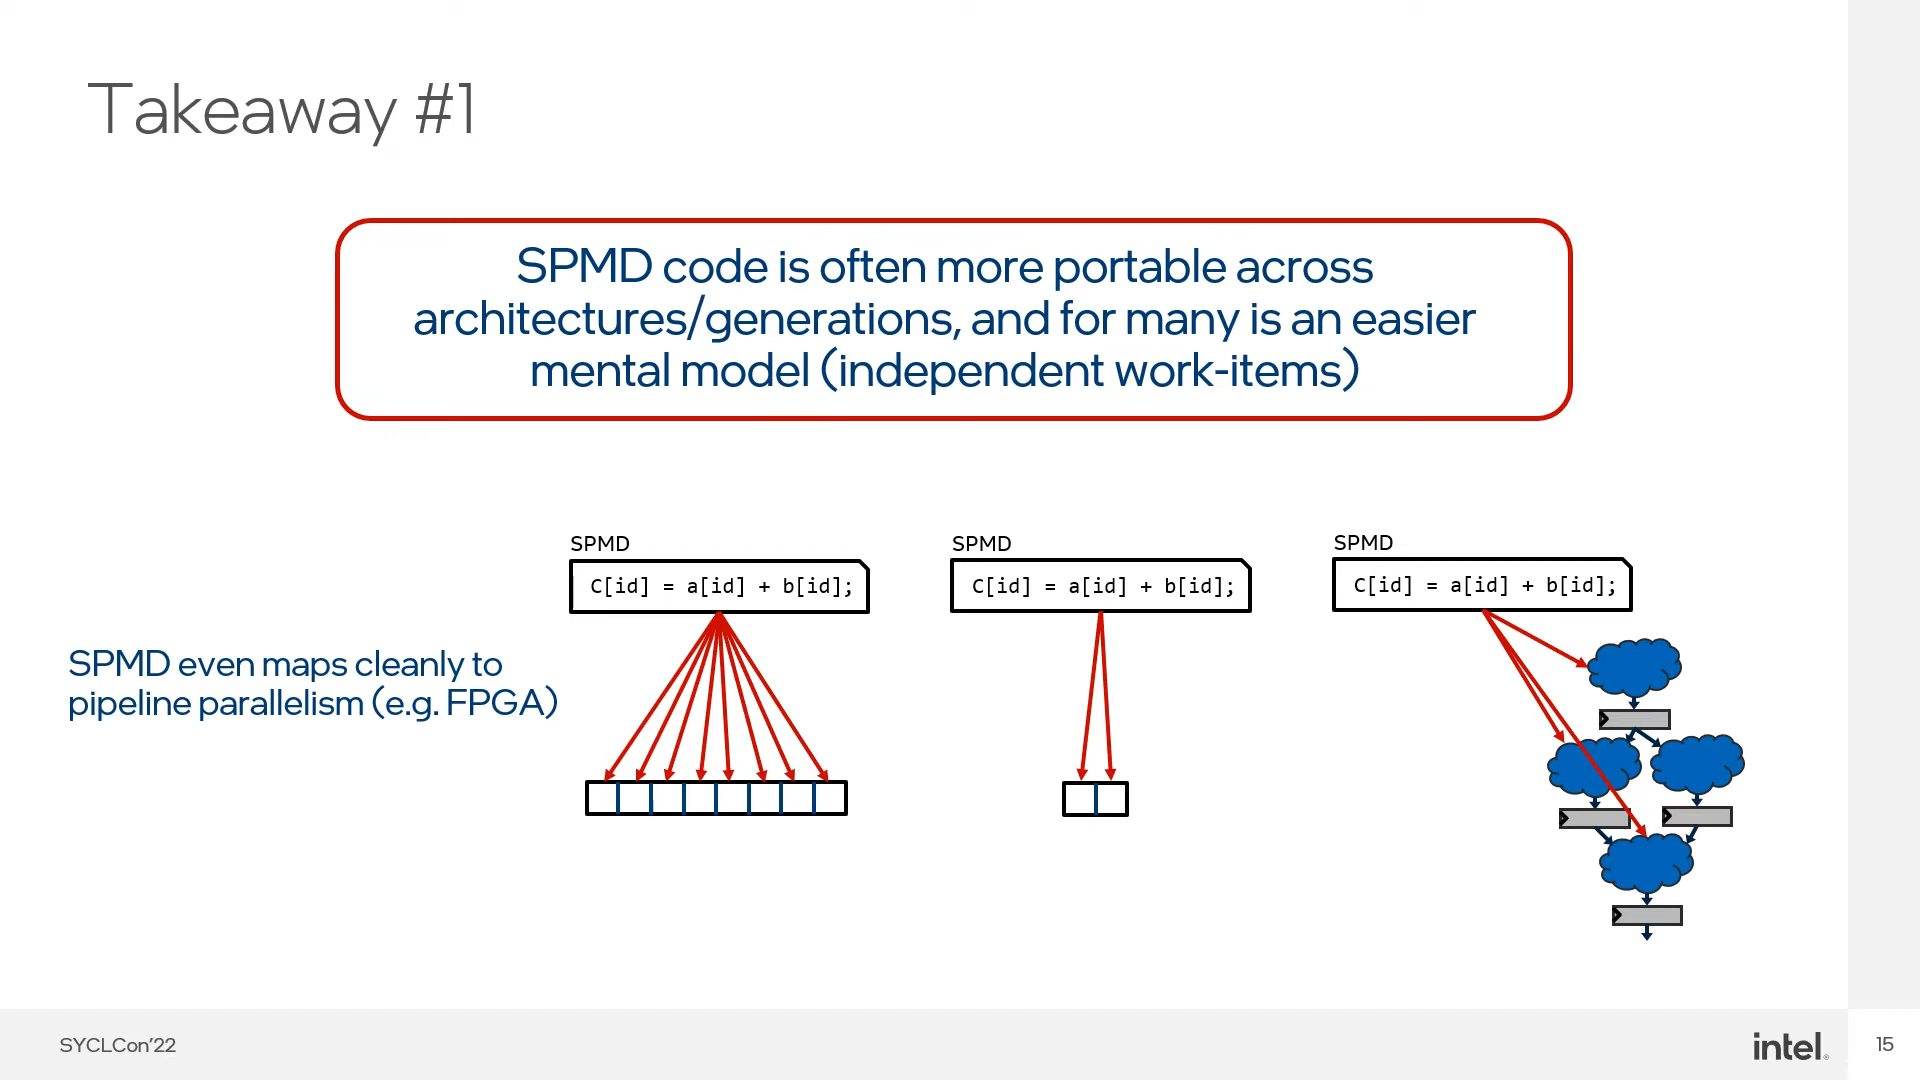 Takeaway #1
SPMD code is often more portable across
architectures/generations, and for many is an easier
mental model (independent work-items)
SPMD
C[id] = a[id] + b[id];
SPMD
C[id] = a[id] + b[id];
SPMD
C[id] = a[id] + b[id];
SPMD even maps cleanly to
pipeline parallelism (e.g. FPGA)
SYCLCon’22
intel®
15